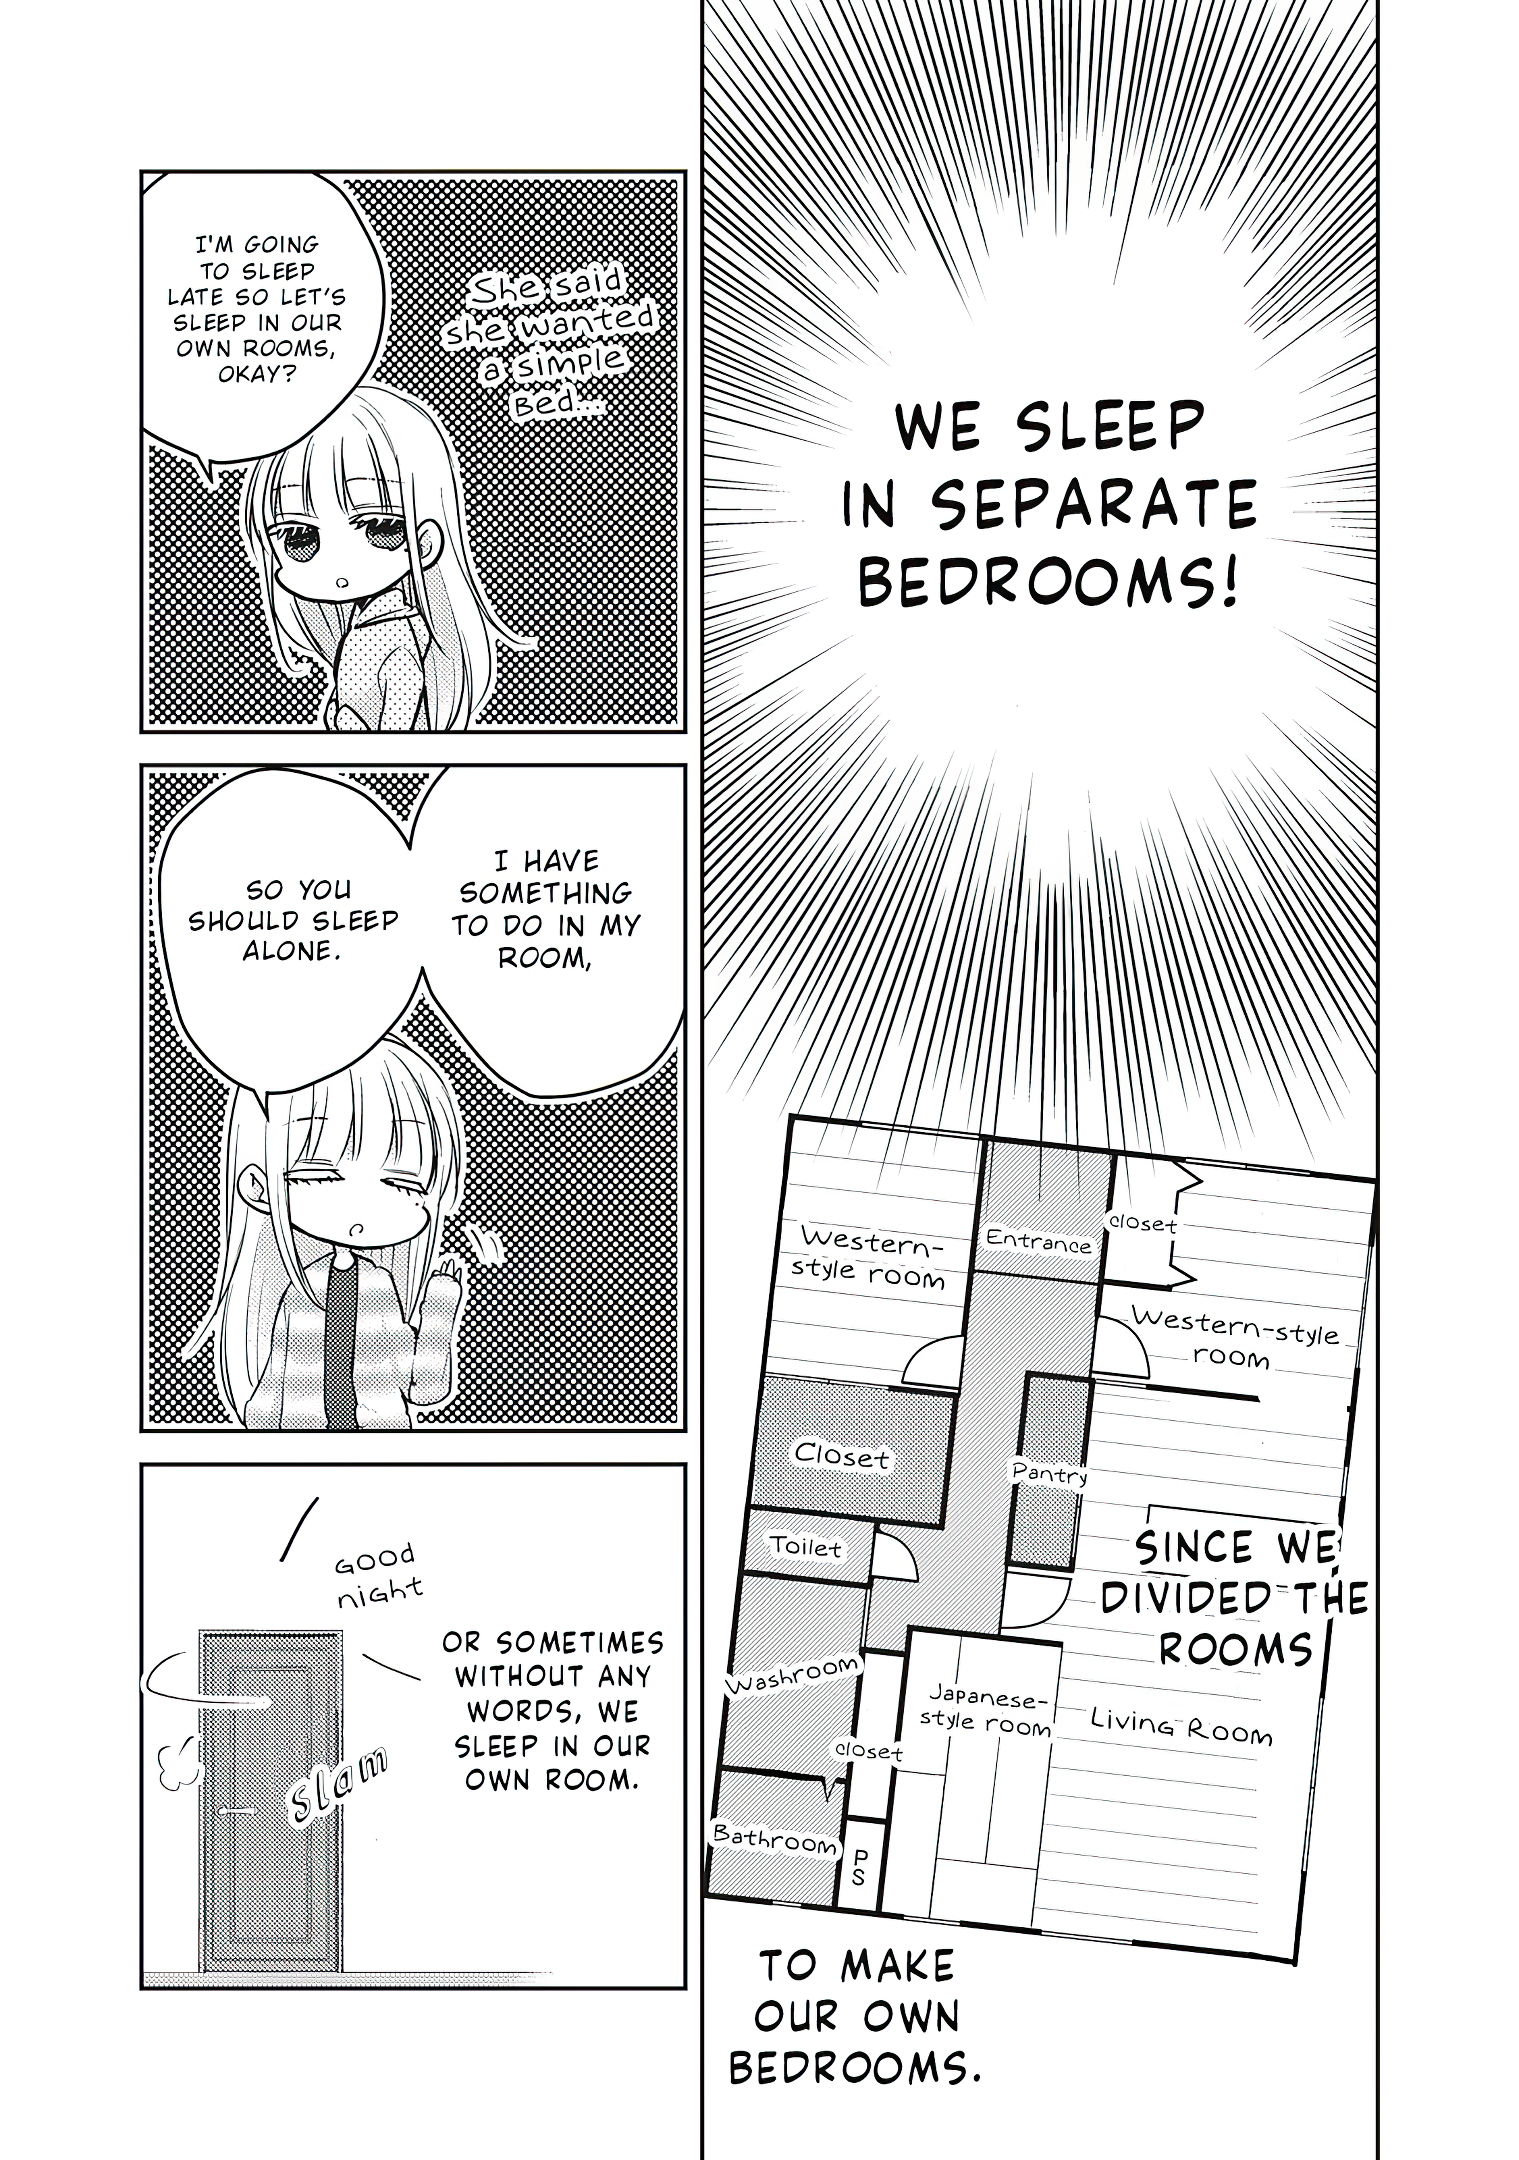 WE SLEEP
IN SEPARATE
BEDROOMS!
Western-
style room
Entrance
closet
Western-style
room
Closet
Pantry
Toilet
Washroom
closet
Japanese-
style room
Living Room
Bathroom
PS
SINCE WE
DIVIDED THE
ROOMS
TO MAKE
OUR OWN
BEDROOMS.
She said
she wanted
a simple
Bed...
I'M GOING
TO SLEEP
LATE SO LET'S
SLEEP IN OUR
OWN ROOMS,
OKAY?
I HAVE
SOMETHING
TO DO IN MY
ROOM,
SO YOU
SHOULD SLEEP
ALONE.
GOOD
niGHt
OR SOMETIMES
WITHOUT ANY
WORDS, WE
SLEEP IN OUR
OWN ROOM.
Slam